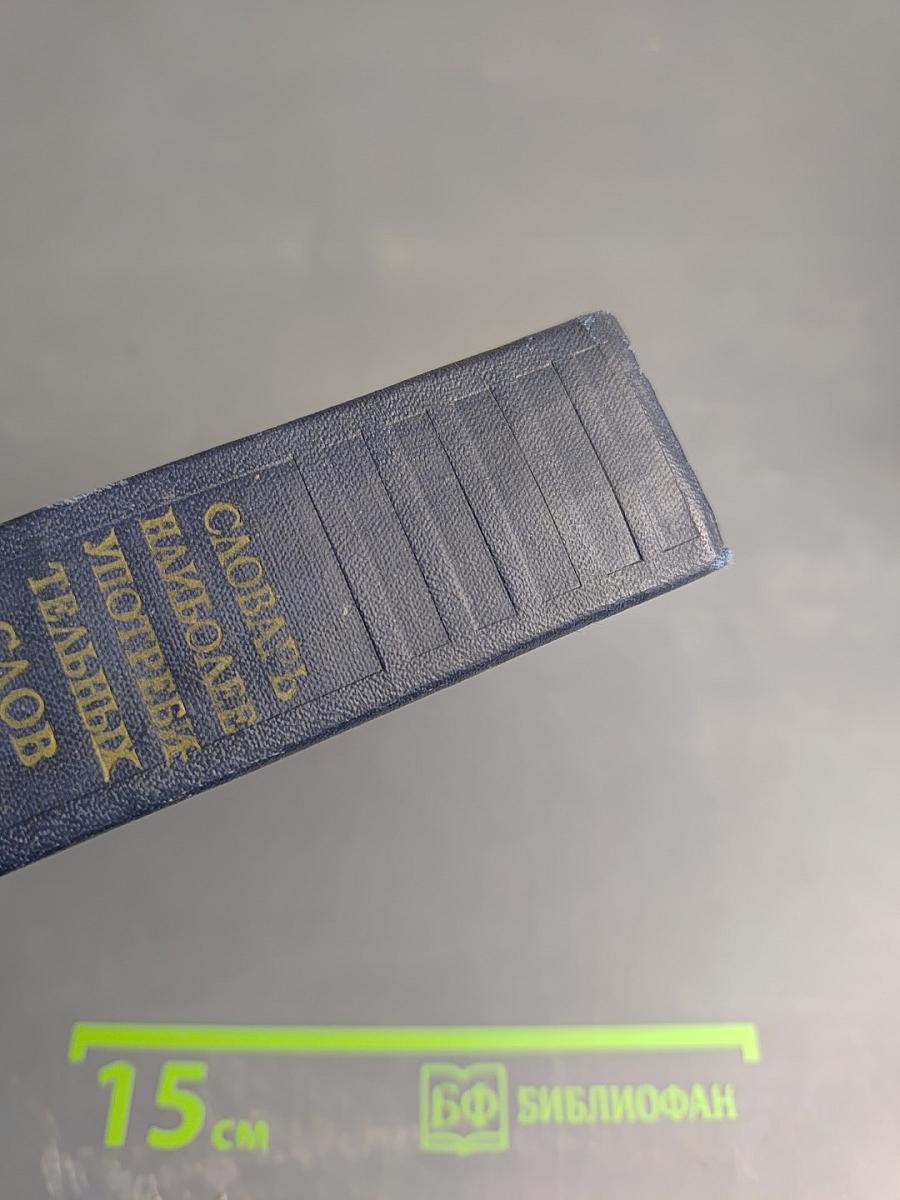 СЛОВАРЬ
НАИБОЛЕЕ
УПОТРЕБИ
ТЕЛЬНЫХ
СЛОВ
15 см
БФ БИБЛИОФАН